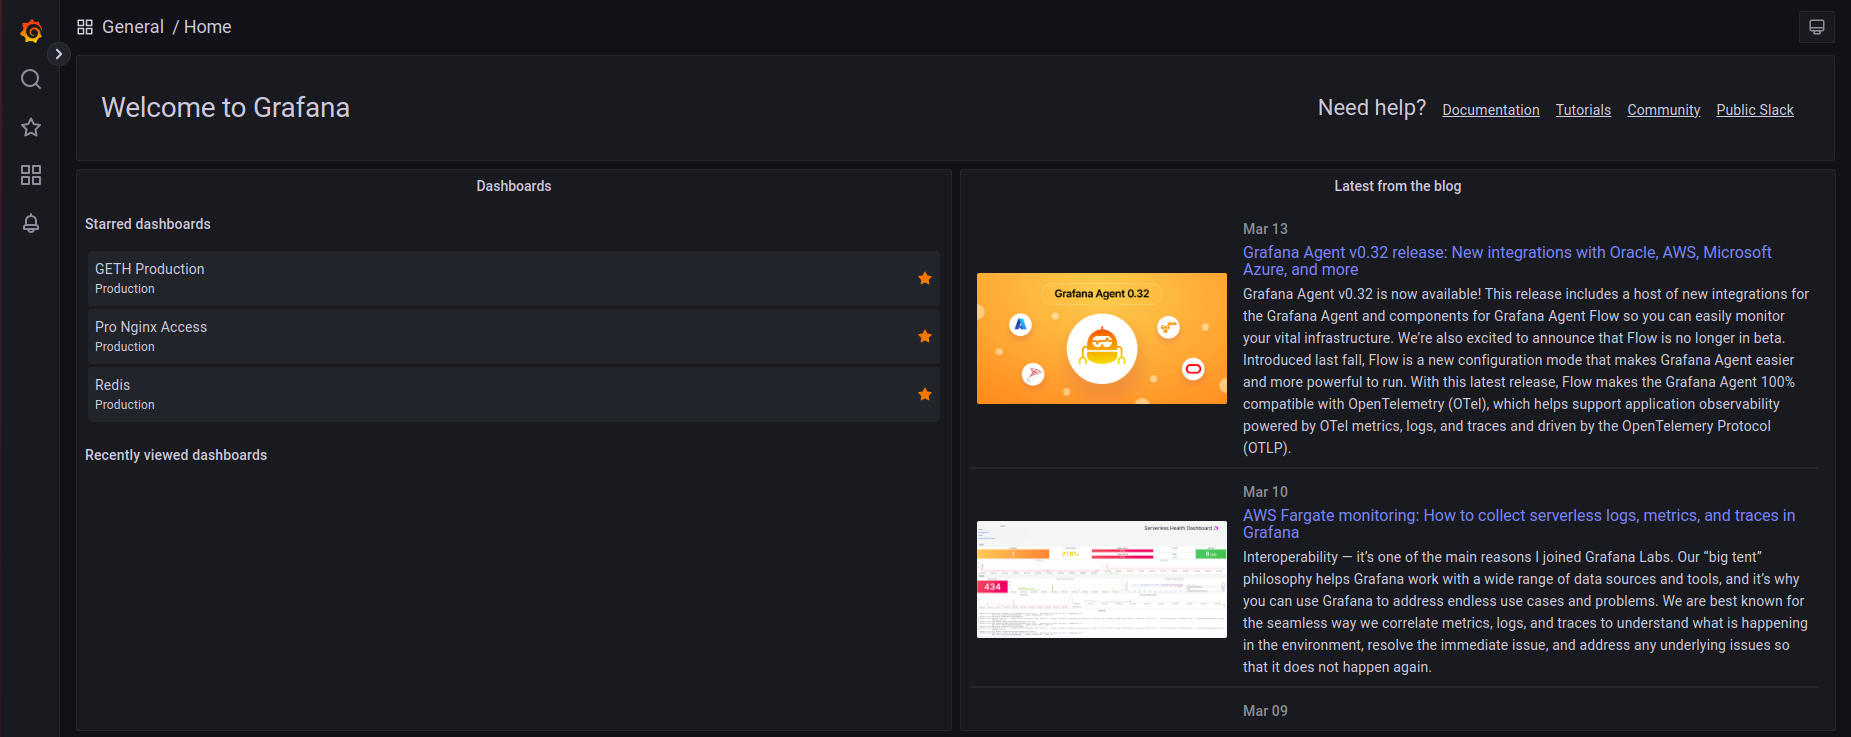 General / Home
Welcome to Grafana
Need help? Documentation Tutorials Community Public Slack
Dashboards
Starred dashboards
GETH Production
Production
Pro Nginx Access
Production
Redis
Production
Recently viewed dashboards
Latest from the blog
Grafana Agent 0.32
Mar 13
Grafana Agent v0.32 release: New integrations with Oracle, AWS, Microsoft
Azure, and more
Grafana Agent v0.32 is now available! This release includes a host of new integrations for
the Grafana Agent and components for Grafana Agent Flow so you can easily monitor
your vital infrastructure. We’re also excited to announce that Flow is no longer in beta.
Introduced last fall, Flow is a new configuration mode that makes Grafana Agent easier
and more powerful to run. With this latest release, Flow makes the Grafana Agent 100%
compatible with OpenTelemetry (OTel), which helps support application observability
powered by OTel metrics, logs, and traces and driven by the OpenTelemery Protocol
(OTLP).
Serverless Health Dashboard
434
Mar 10
AWS Fargate monitoring: How to collect serverless logs, metrics, and traces in
Grafana
Interoperability — it’s one of the main reasons I joined Grafana Labs. Our “big tent”
philosophy helps Grafana work with a wide range of data sources and tools, and it’s why
you can use Grafana to address endless use cases and problems. We are best known for
the seamless way we correlate metrics, logs, and traces to understand what is happening
in the environment, resolve the immediate issue, and address any underlying issues so
that it does not happen again.
Mar 09